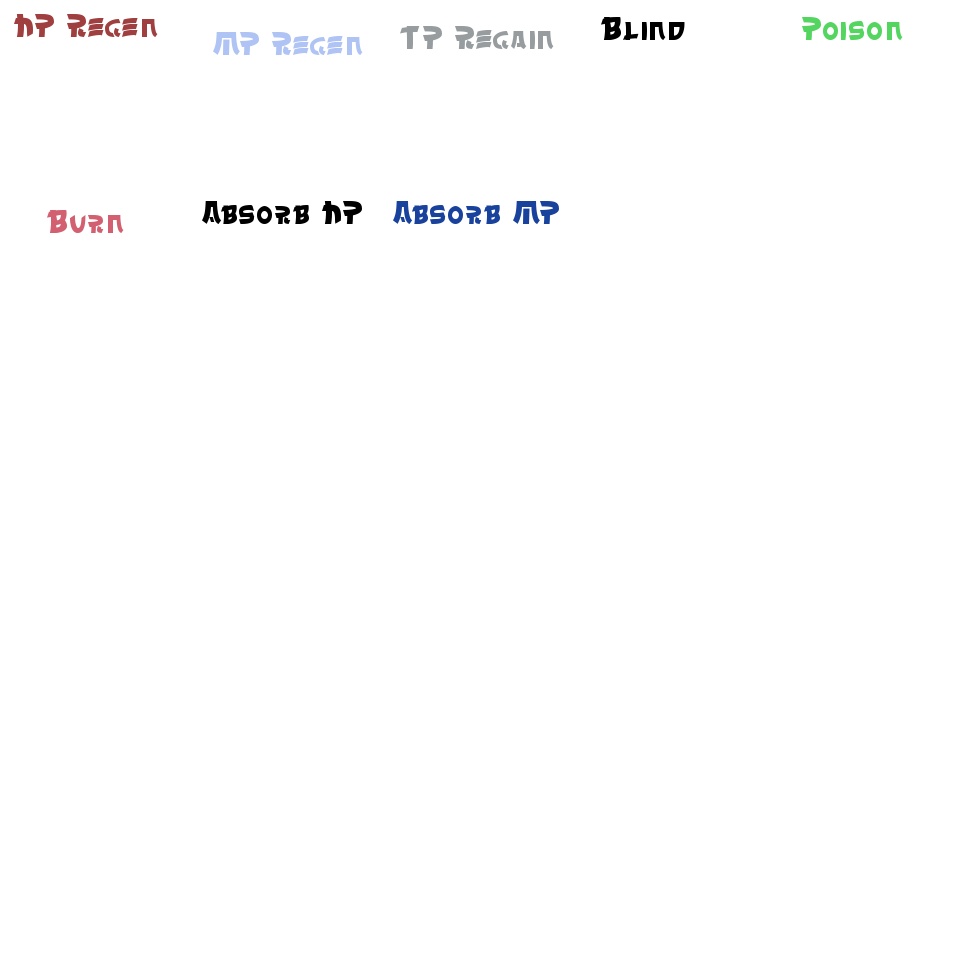 HP Regen
MP Regen
TP Regain
Blind
Poison
Burn
Absorb HP
Absorb MP